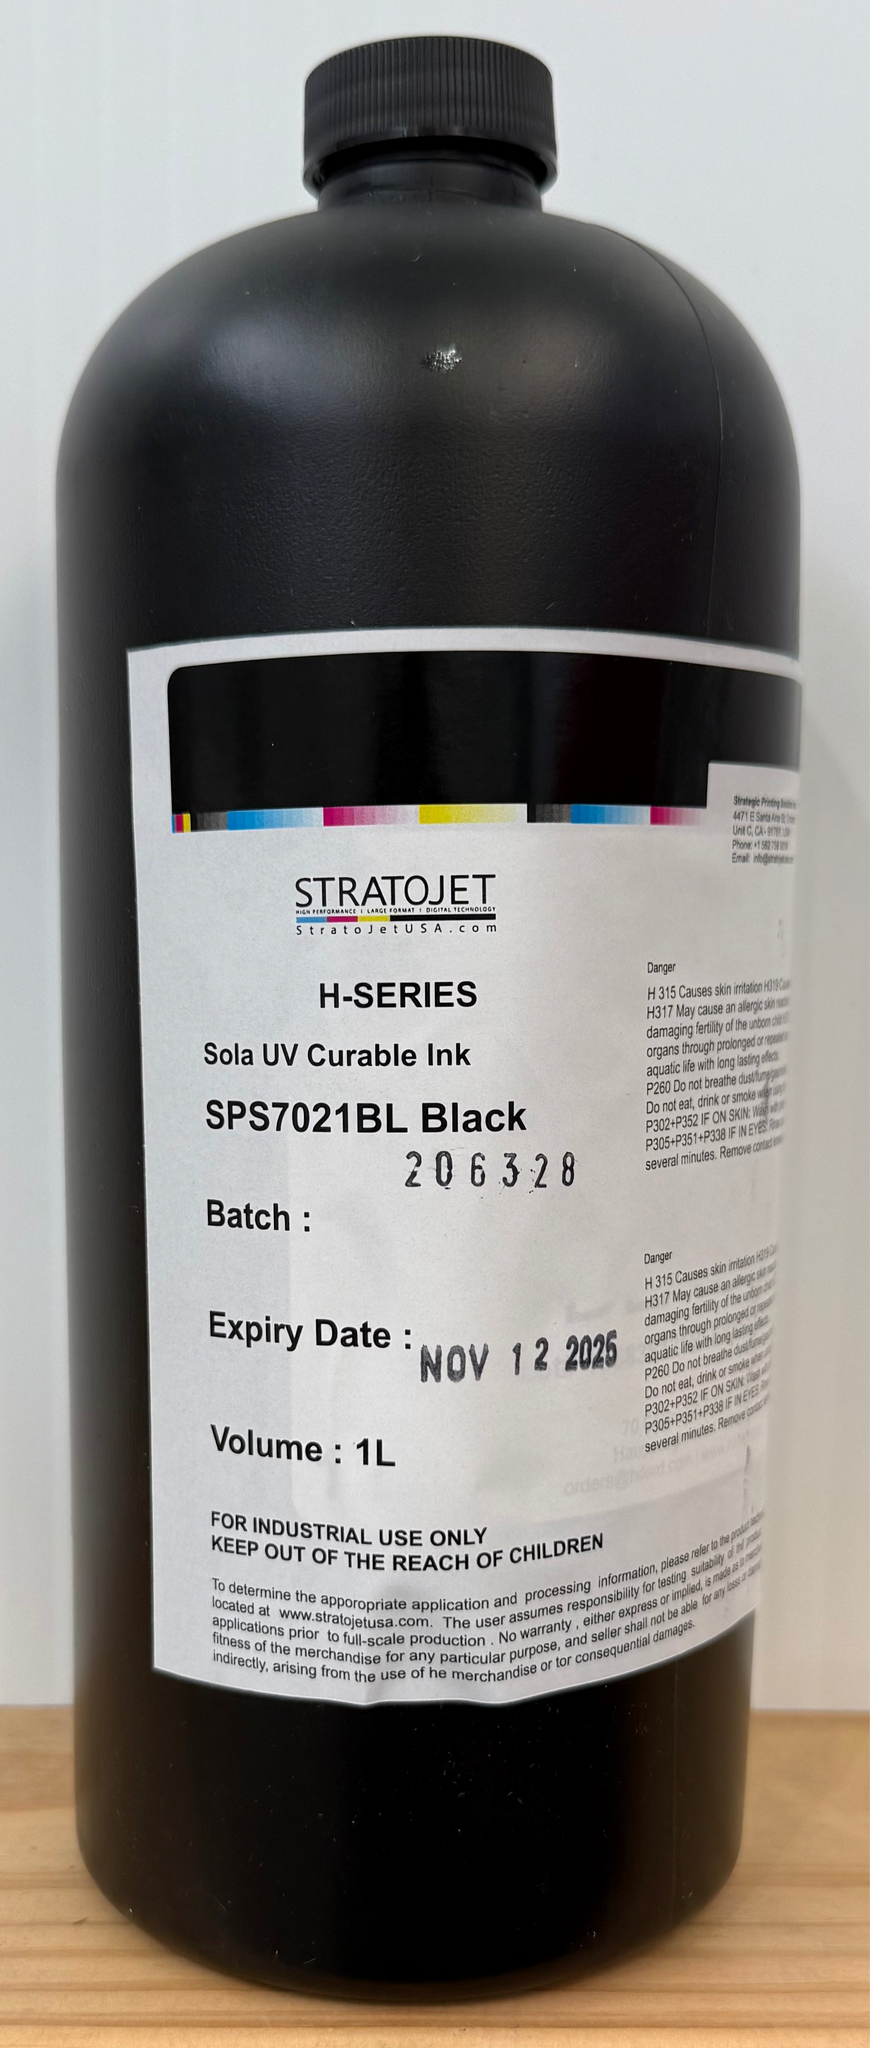 STRATOJET
HIGH PERFORMANCE | LARGE FORMAT | DIGITAL TECHNOLOGY
StratoJetUSA.com
H-SERIES
Sola UV Curable Ink
SPS7021BL Black
206328
Batch :
Expiry Date : NOV 12 2025
Volume : 1L
FOR INDUSTRIAL USE ONLY
KEEP OUT OF THE REACH OF CHILDREN
To determine the apporopriate application and processing information, please refer to the product
located at www.stratojetusa.com. The user assumes responsibility for testing suitability of the
applications prior to full-scale production . No warranty , either express or implied, is made as to
fitness of the merchandise for any particular purpose, and seller shall not be able for any loss or
indirectly, arising from the use of he merchandise or tor consequential damages.
Strategic Printing
4471 E Santa Ana St,
Unit C, CA - 91761, USA
Phone: +1 562
Email:
Danger
H 315 Causes skin irritation H319
H317 May cause an allergic skin
damaging fertility of the unborn child
organs through prolonged or repeated
aquatic life with long lasting effects.
P260 Do not breathe dust/fume/
Do not eat, drink or smoke when
P302+P352 IF ON SKIN: Wash
P305+P351+P338 IF IN EYES:
several minutes. Remove contact
Danger
H 315 Causes skin irritation H319
H317 May cause an allergic skin
damaging fertility of the unborn
organs through prolonged or
aquatic life with long lasting effects.
P260 Do not breathe dust/fume/
Do not eat, drink or smoke when
P302+P352 IF ON SKIN: Wash
P305+P351+P338 IF IN EYES:
several minutes. Remove contact